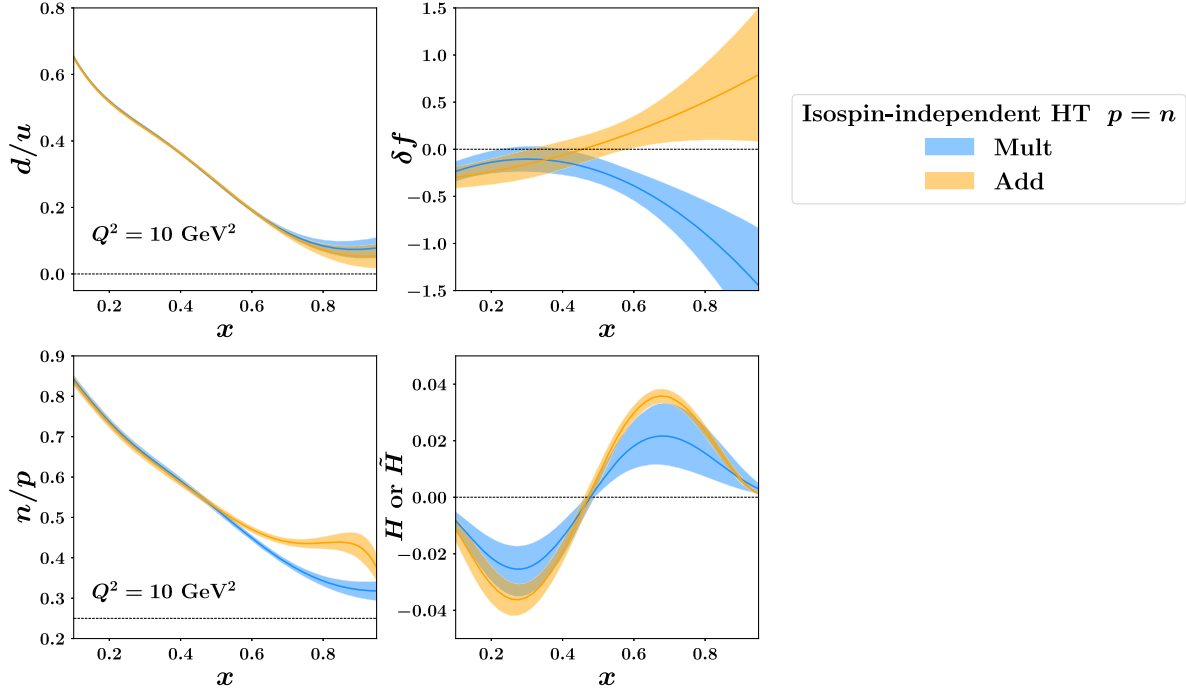 0.8
0.6
0.4
0.2
0.0
d/u
Q² = 10 GeV²
0.2 0.4 0.6 0.8
x
1.5
1.0
0.5
0.0
−0.5
−1.0
−1.5
δf
0.2 0.4 0.6 0.8
x
Isospin-independent HT p = n
Mult
Add
0.9
0.8
0.7
0.6
0.5
0.4
0.3
0.2
n/p
Q² = 10 GeV²
0.2 0.4 0.6 0.8
x
0.04
0.02
0.00
−0.02
−0.04
H or H̃
0.2 0.4 0.6 0.8
x